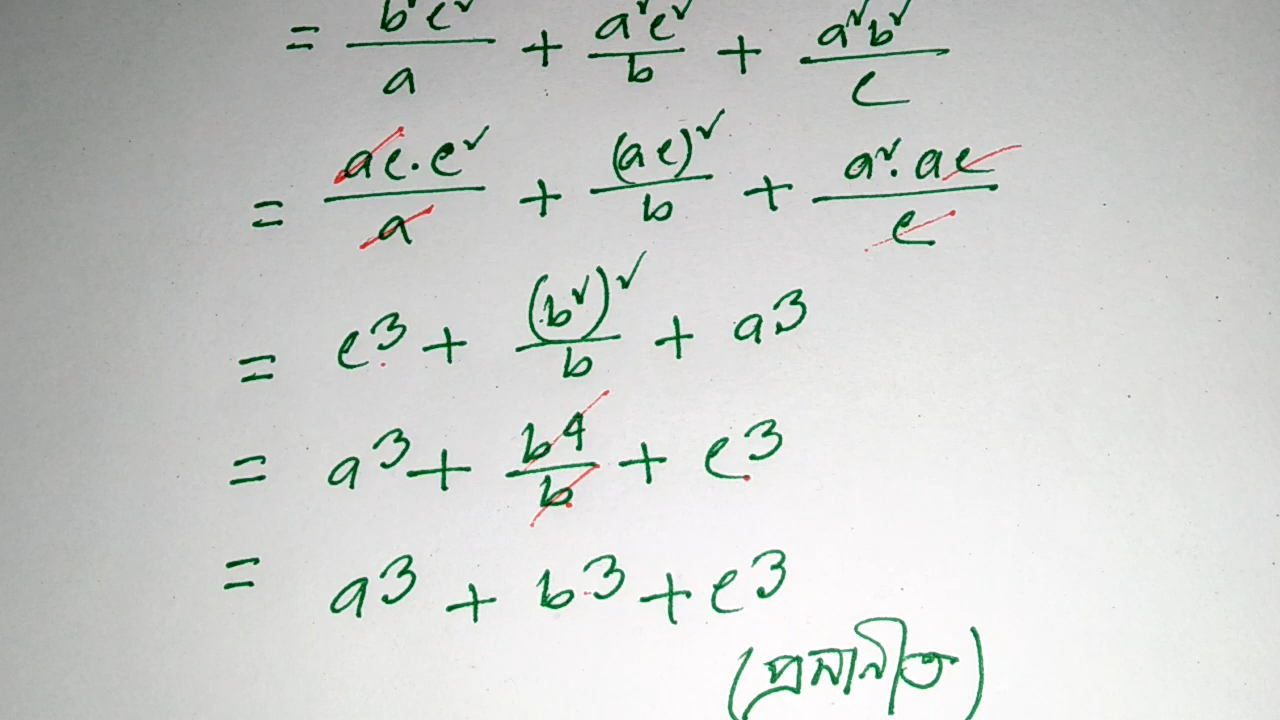 = b²c²/a + a²c²/b + a²b²/c
= ac·c²/a + (ac)²/b + a²·ac/c
= c³ + (b²)²/b + a³
= a³ + b4/b + c³
= a³ + b³ + c³
(প্রমানীত)